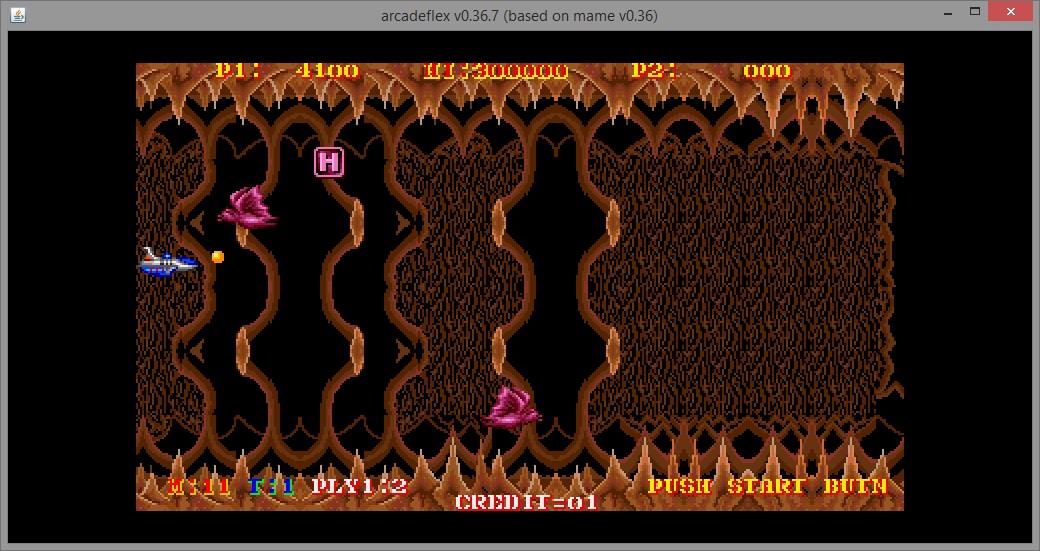 arcadeflex v0.36.7 (based on mame v0.36)
P1: 4100 HI:300000 P2: 000
H
M:11 T:1 PLY1:2 PUSH START BUTN
CREDIT=01